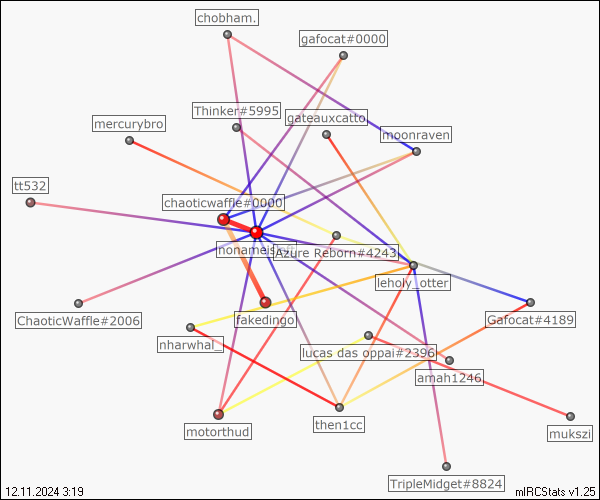 chobham.
gafocat#0000
Thinker#5995
gateauxcatto
mercurybro
moonraven
tt532
chaoticwaffle#0000
Azure Reborn#4243
leholy_otter
ChaoticWaffle#2006
fakedingo
Gafocat#4189
nharwhal_
lucas das oppai#2396
amah1246
motorthud
then1cc
mukszi
TripleMidget#8824
12.11.2024 3:19
mIRCStats v1.25